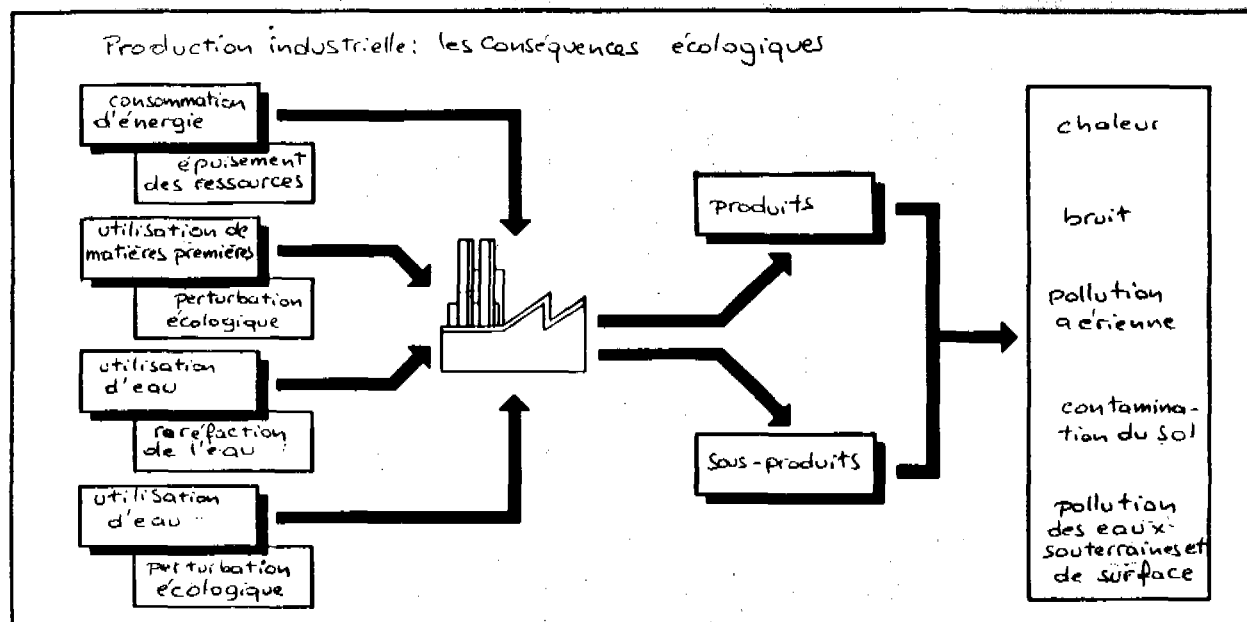 Production industrielle: les conséquences écologiques
consommation
d'énergie
épuisement
des ressources
utilisation de
matières premières
perturbation
écologique
utilisation
d'eau
raréfaction
de l'eau
utilisation
d'eau
perturbation
écologique
produits
sous-produits
chaleur
bruit
pollution
aérienne
contamina-
tion du sol
pollution
des eaux
souterraines et
de surface